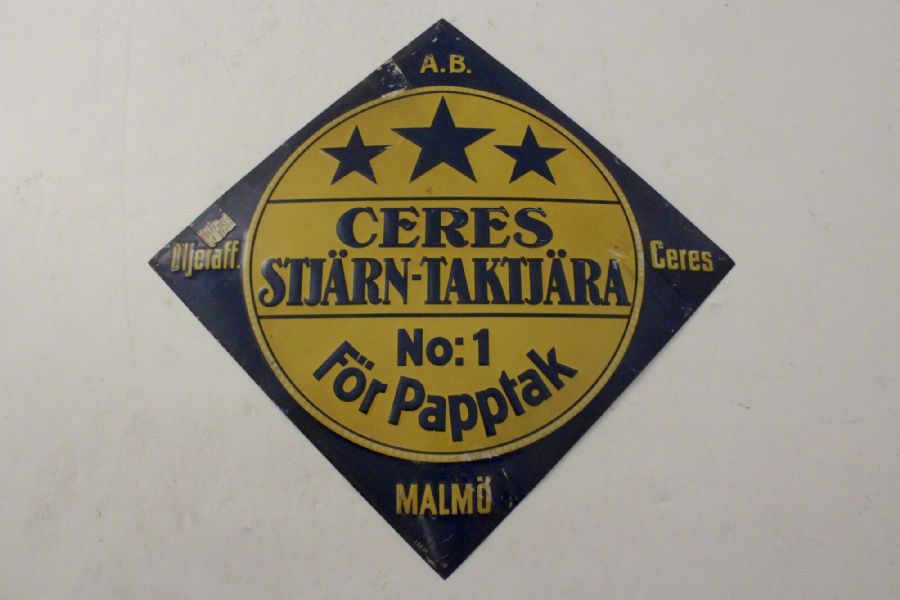 A.B.
CERES
Oljeraff. Ceres
STJÄRN-TAKTJÄRA
No: 1
För Papptak
MALMÖ